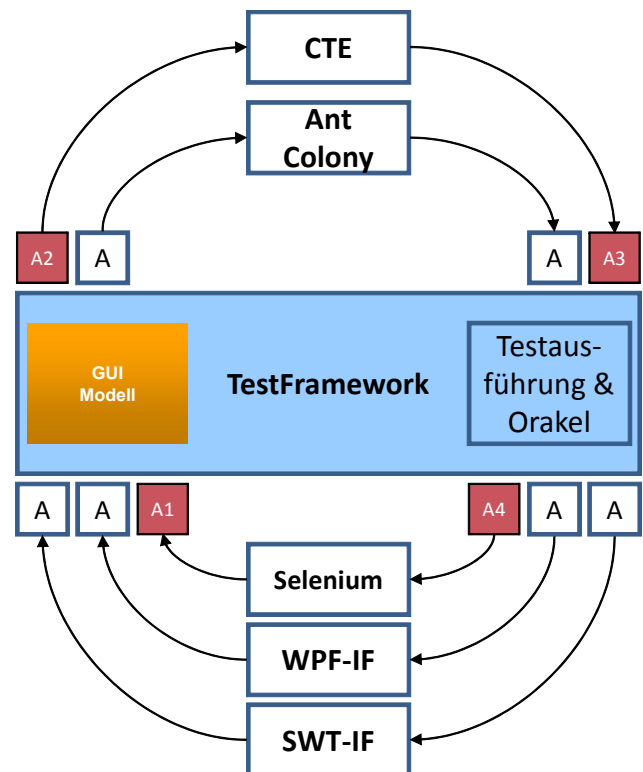 CTE
Ant
Colony
A2
A
A
A3
GUI
Modell
TestFramework
Testaus-
führung &
Orakel
A
A
A1
A4
A
A
Selenium
WPF-IF
SWT-IF